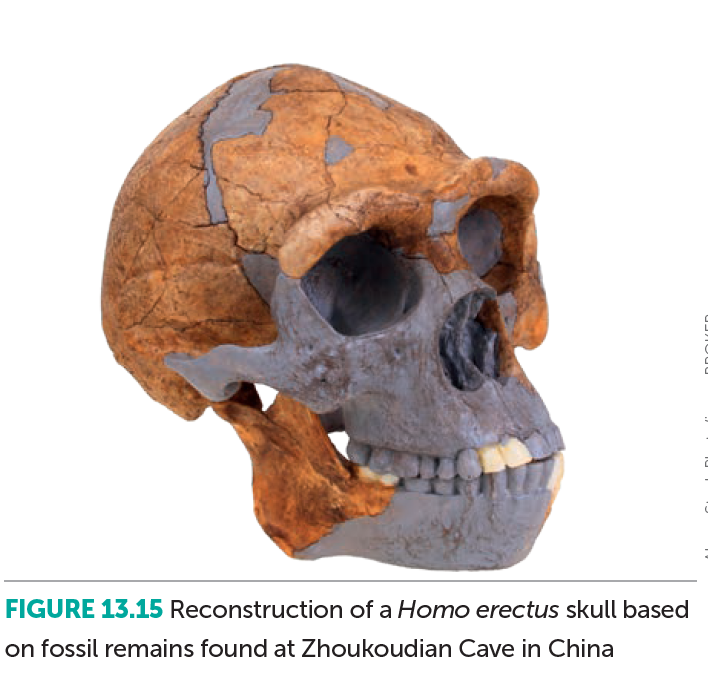 FIGURE 13.15 Reconstruction of a Homo erectus skull based
on fossil remains found at Zhoukoudian Cave in China